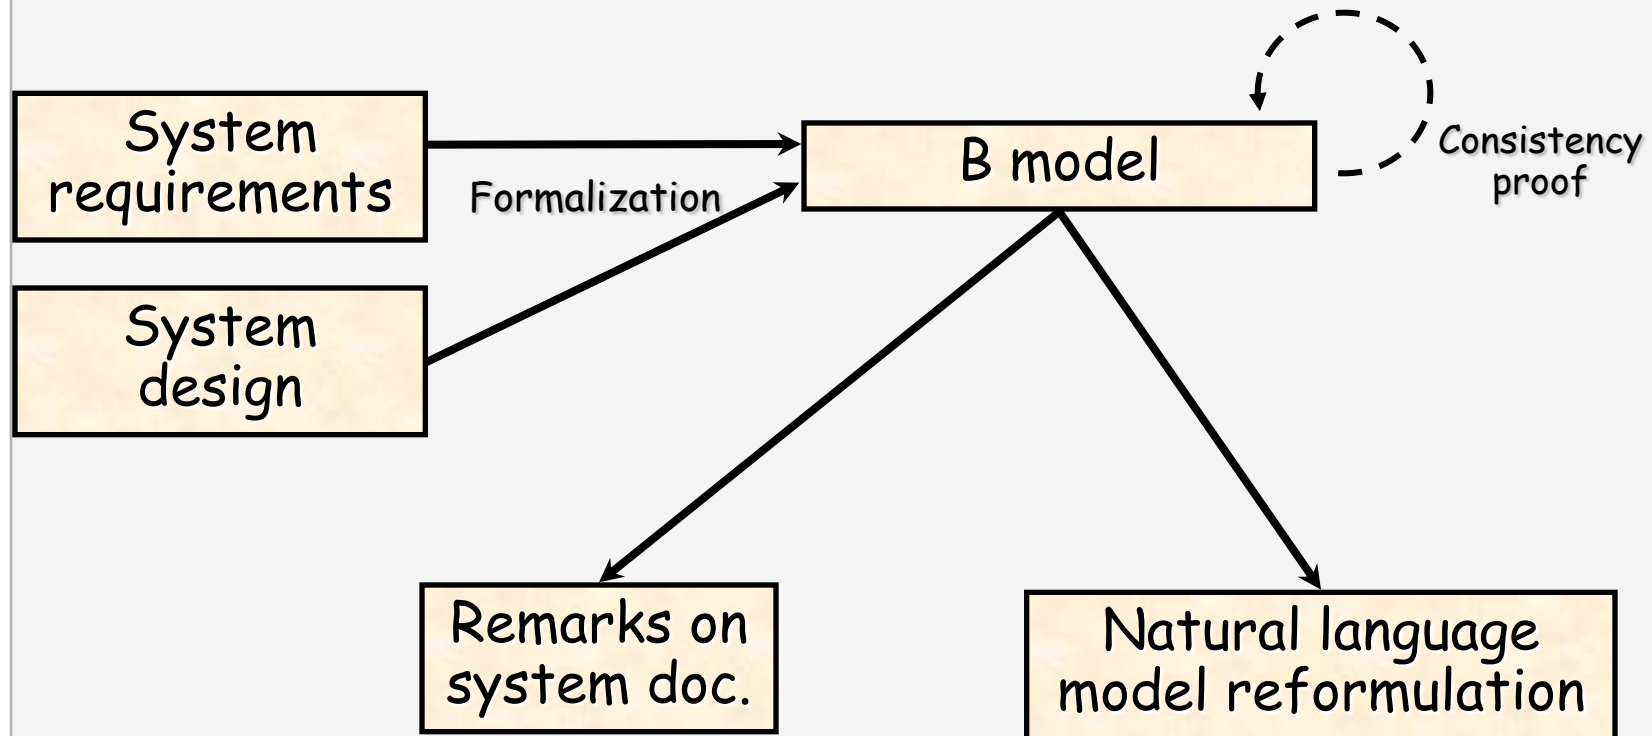 System
requirements
Formalization
B model
Consistency
proof
System
design
Remarks on
system doc.
Natural language
model reformulation